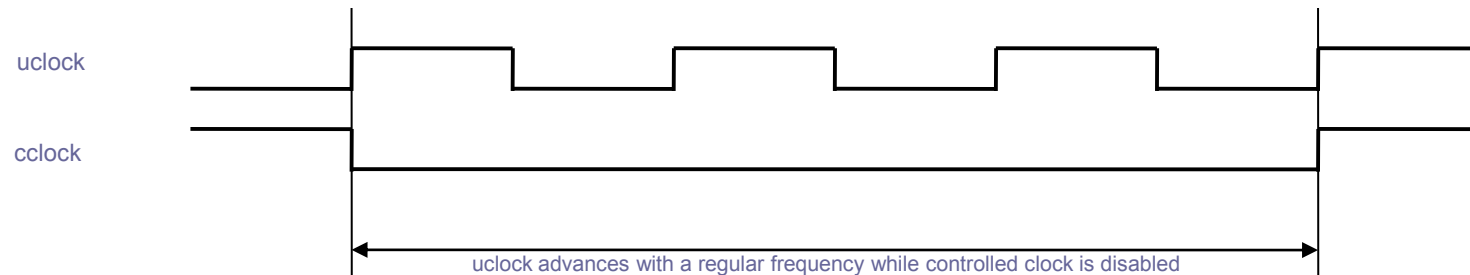 uclock
cclock
uclock advances with a regular frequency while controlled clock is disabled